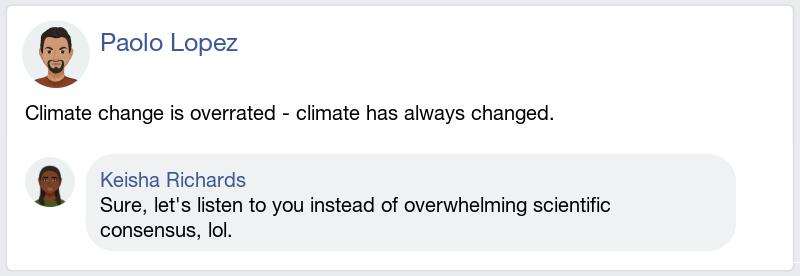 Paolo Lopez
Climate change is overrated - climate has always changed.
Keisha Richards
Sure, let's listen to you instead of overwhelming scientific
consensus, lol.